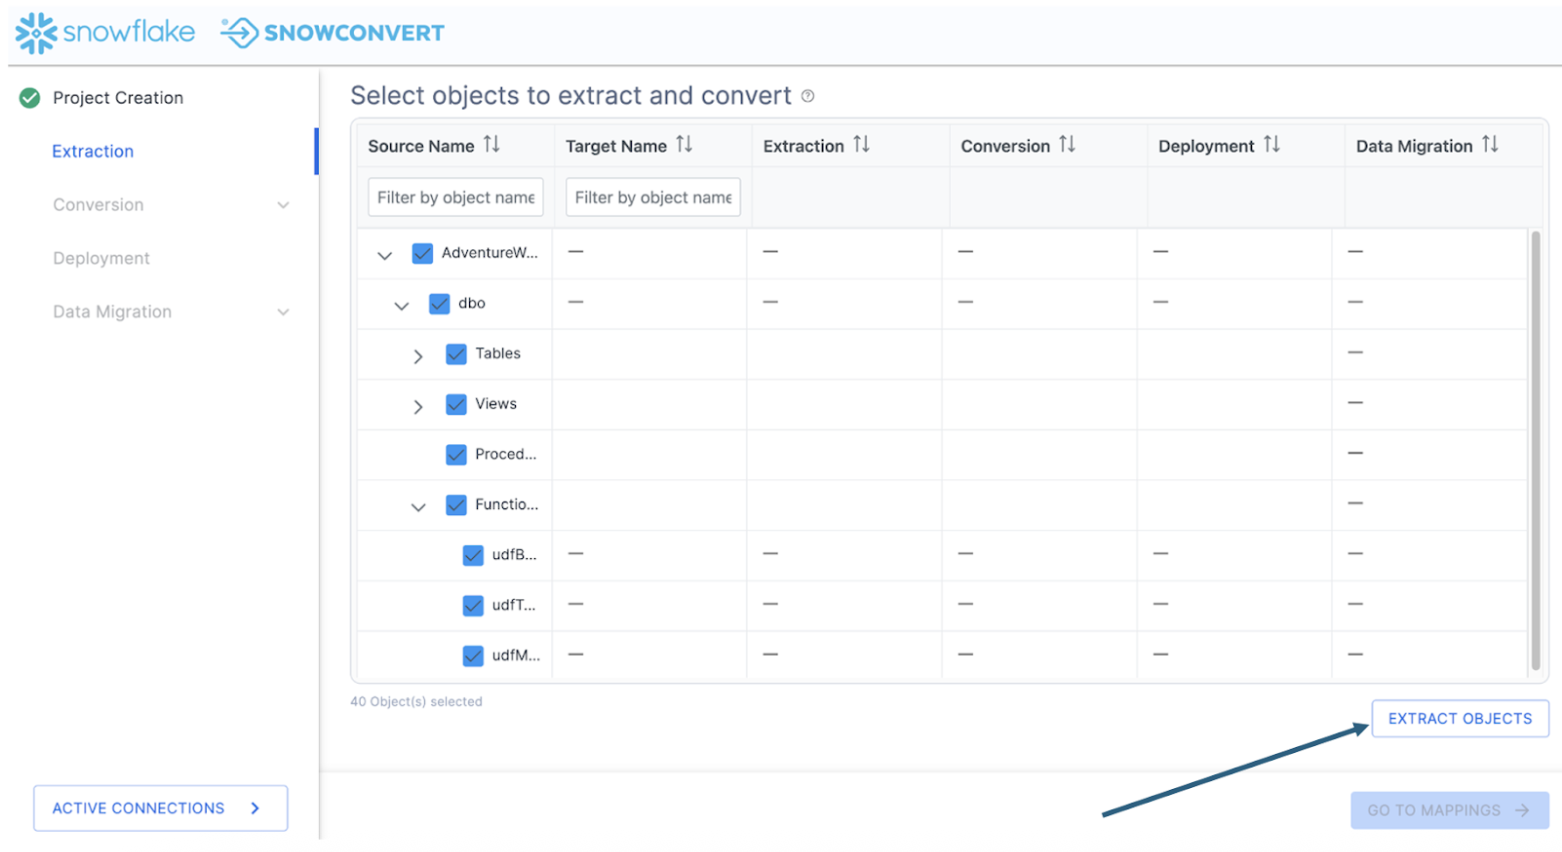 snowflake SNOWCONVERT
Project Creation
Extraction
Conversion
Deployment
Data Migration
ACTIVE CONNECTIONS
Select objects to extract and convert
Source Name Target Name Extraction Conversion Deployment Data Migration
Filter by object name Filter by object name
AdventureW... — — — — —
dbo — — — — —
Tables —
Views —
Proced... —
Functio... —
udfB... — — — — —
udfT... — — — — —
udfM... — — — — —
40 Object(s) selected
EXTRACT OBJECTS
GO TO MAPPINGS